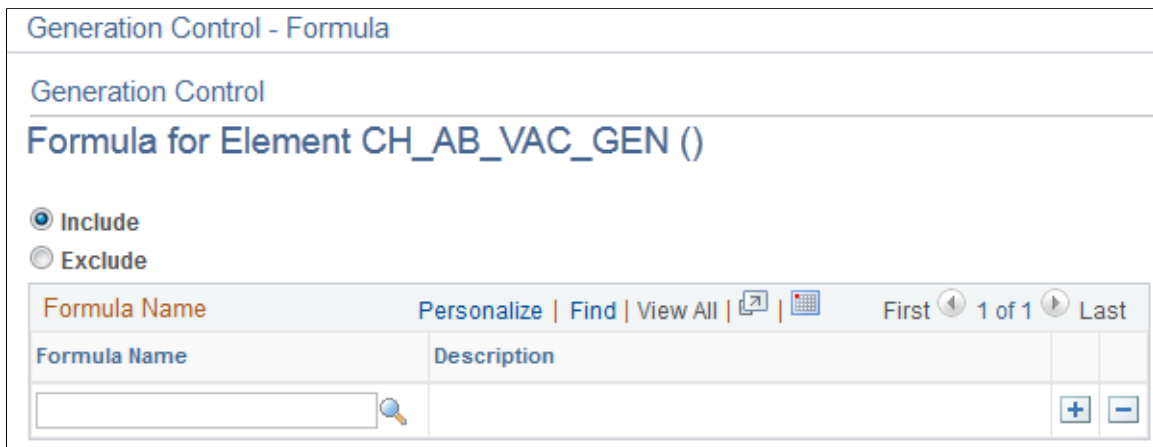 Generation Control - Formula
Generation Control
Formula for Element CH_AB_VAC_GEN ()
Include
Exclude
Formula Name Personalize | Find | View All | | First 1 of 1 Last
Formula Name Description